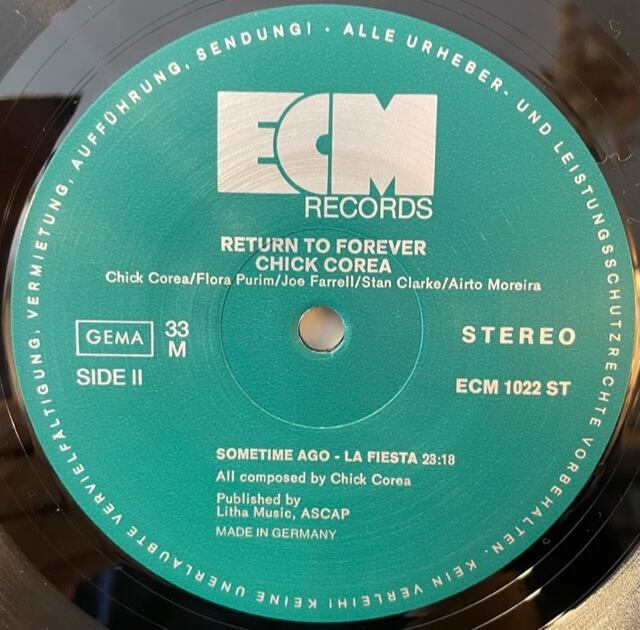 ALLE URHEBER- UND LEISTUNGSSCHUTZRECHTE VORBEHALTEN. KEIN VERLEIH! KEINE UNERLAUBTE VERVIELFÄLTIGUNG, VERMIETUNG, AUFFÜHRUNG, SENDUNG! ·
ECM
RECORDS
RETURN TO FOREVER
CHICK COREA
Chick Corea/Flora Purim/Joe Farrell/Stan Clarke/Airto Moreira
GEMA
33
M
STEREO
SIDE II
ECM 1022 ST
SOMETIME AGO - LA FIESTA 23:18
All composed by Chick Corea
Published by
Litha Music, ASCAP
MADE IN GERMANY